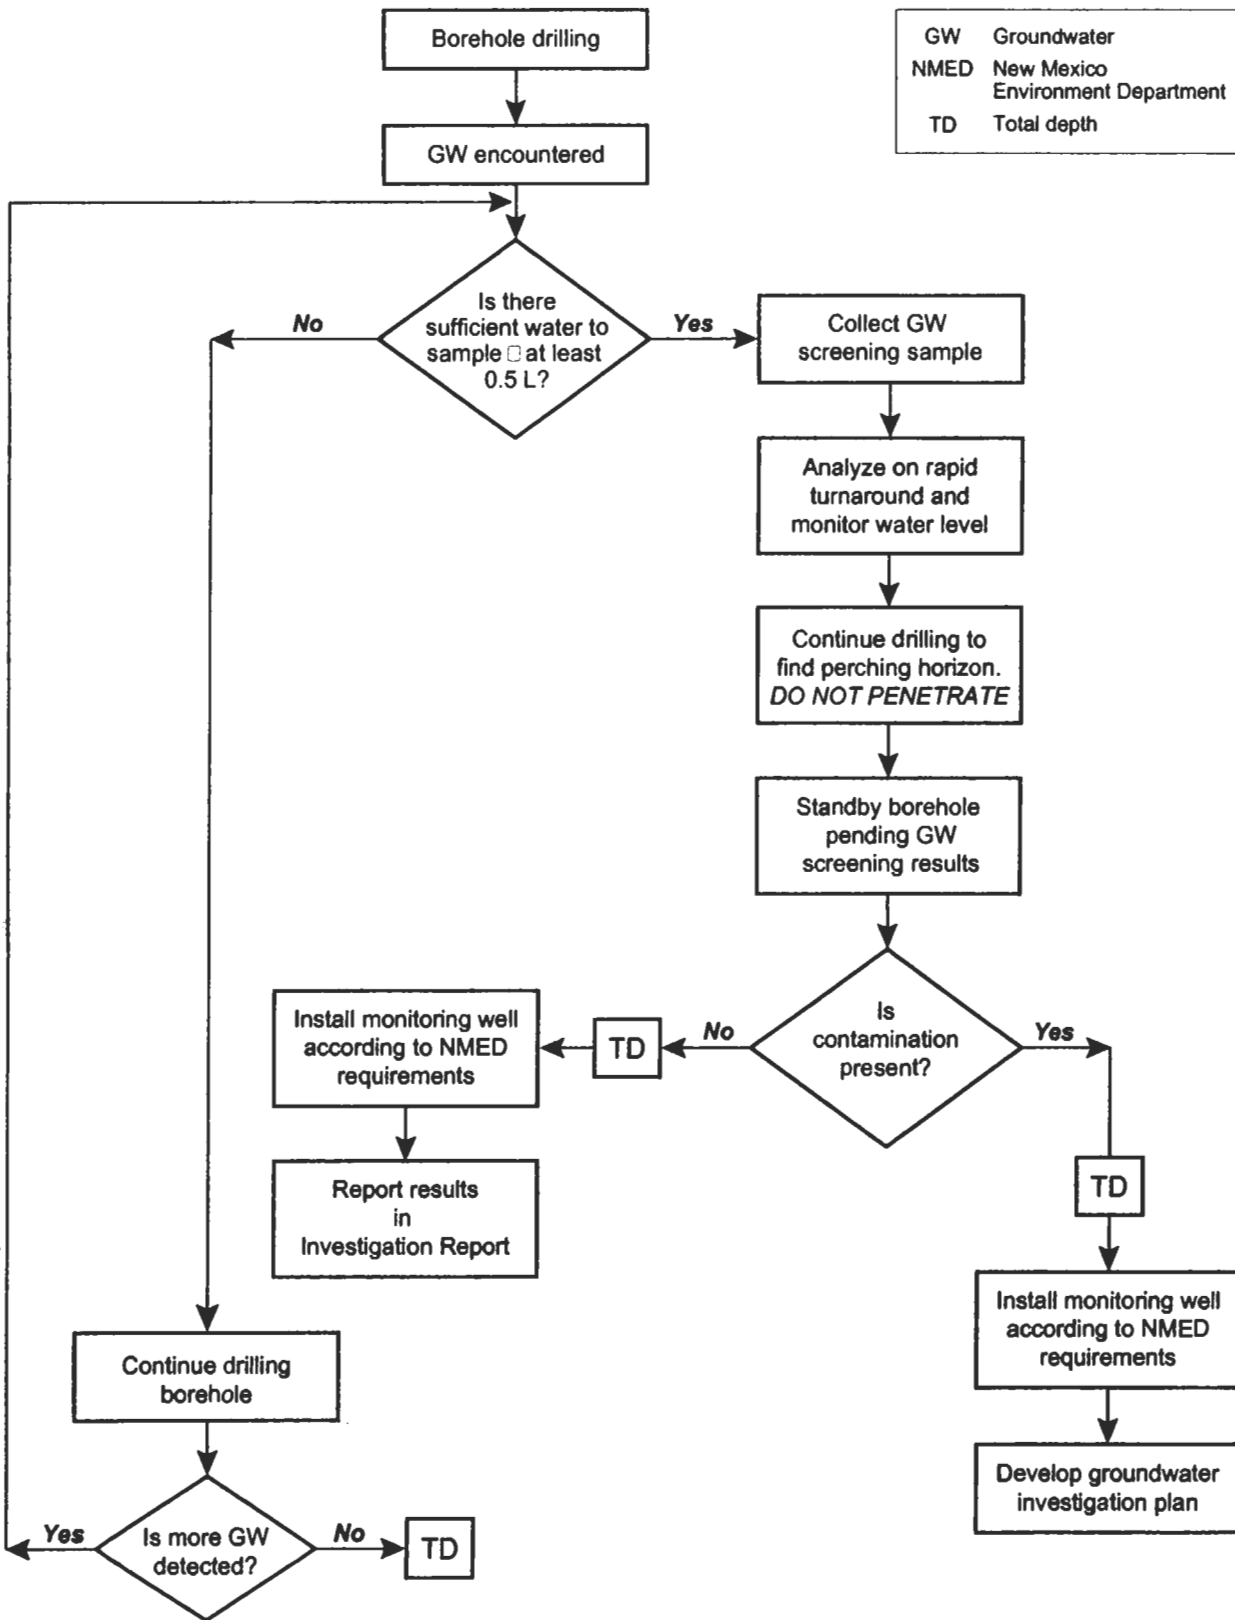 Borehole drilling
GW Groundwater
NMED New Mexico
Environment Department
TD Total depth
GW encountered
Is there
sufficient water to
sample □ at least
0.5 L?
No
Yes
Collect GW
screening sample
Analyze on rapid
turnaround and
monitor water level
Continue drilling to
find perching horizon.
DO NOT PENETRATE
Standby borehole
pending GW
screening results
Is
contamination
present?
No
Yes
TD
Install monitoring well
according to NMED
requirements
Report results
in
Investigation Report
TD
Install monitoring well
according to NMED
requirements
Develop groundwater
investigation plan
Continue drilling
borehole
Is more GW
detected?
Yes
No
TD